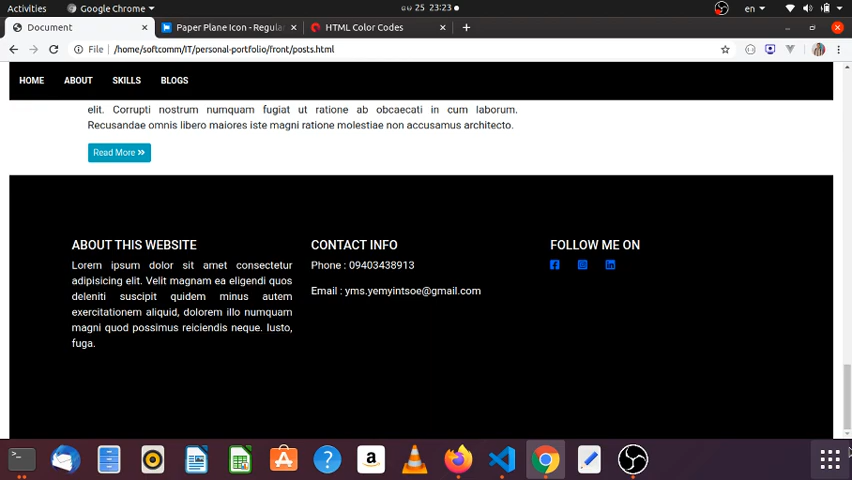 Activities
Google Chrome
ဝဝ 25 23:23
en
Document
Paper Plane Icon - Regular
HTML Color Codes
File
/home/softcomm/IT/personal-portfolio/front/posts.html
HOME ABOUT SKILLS BLOGS
elit. Corrupti nostrum numquam fugiat ut ratione ab obcaecati in cum laborum.
Recusandae omnis libero maiores iste magni ratione molestiae non accusamus architecto.
Read More
ABOUT THIS WEBSITE
Lorem ipsum dolor sit amet consectetur
adipisicing elit. Velit magnam ea eligendi quos
deleniti suscipit quidem minus autem
exercitationem aliquid, dolorem illo numquam
magni quod possimus reiciendis neque. Iusto,
fuga.
CONTACT INFO
Phone : 09403438913
Email : yms.yemyintsoe@gmail.com
FOLLOW ME ON